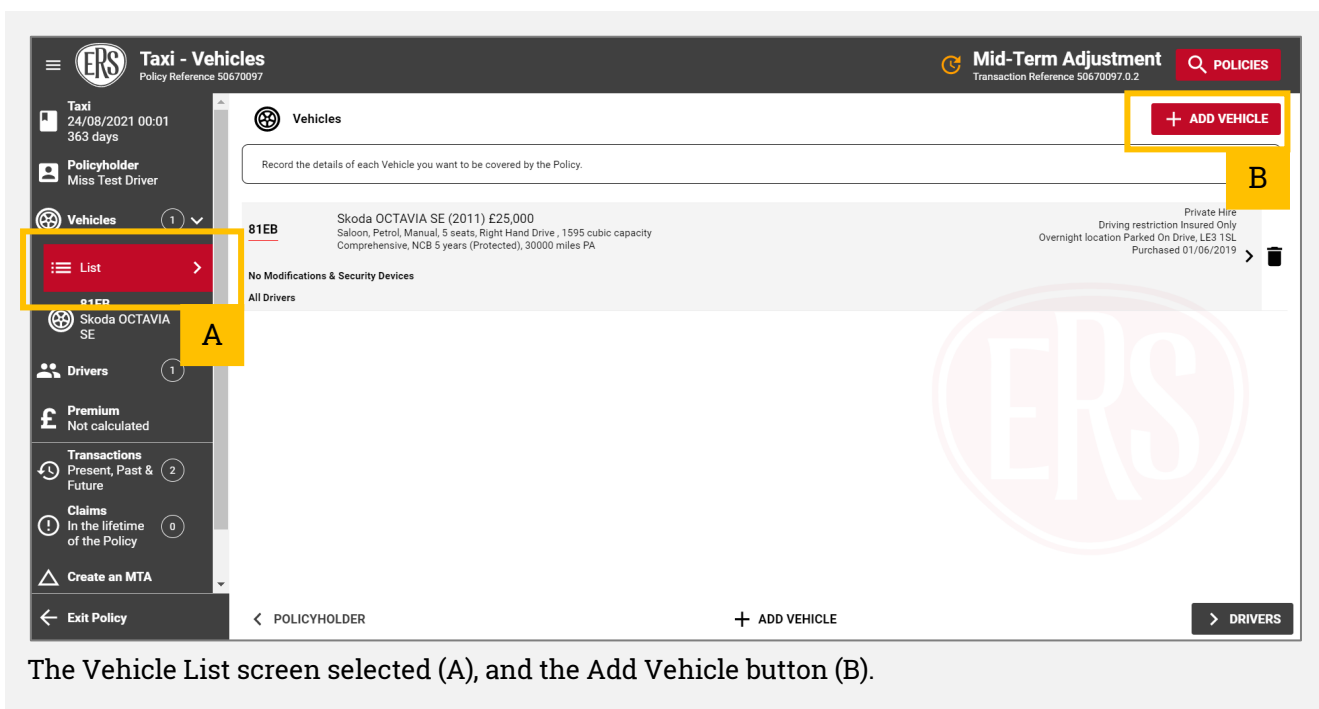 ERS
Taxi - Vehicles
Policy Reference 50670097
Mid-Term Adjustment
Transaction Reference 50670097.0.2
POLICIES
Taxi
24/08/2021 00:01
363 days
Policyholder
Miss Test Driver
Vehicles 1
List
81EB
Skoda OCTAVIA
SE
A
Drivers 1
£ Premium
Not calculated
Transactions
Present, Past & 2
Future
Claims
In the lifetime 0
of the Policy
Create an MTA
Exit Policy
Vehicles
+ ADD VEHICLE
B
Record the details of each Vehicle you want to be covered by the Policy.
81EB
Skoda OCTAVIA SE (2011) £25,000
Saloon, Petrol, Manual, 5 seats, Right Hand Drive , 1595 cubic capacity
Comprehensive, NCB 5 years (Protected), 30000 miles PA
Private Hire
Driving restriction Insured Only
Overnight location Parked On Drive, LE3 1SL
Purchased 01/06/2019
No Modifications & Security Devices
All Drivers
ERS
< POLICYHOLDER
+ ADD VEHICLE
> DRIVERS
The Vehicle List screen selected (A), and the Add Vehicle button (B).